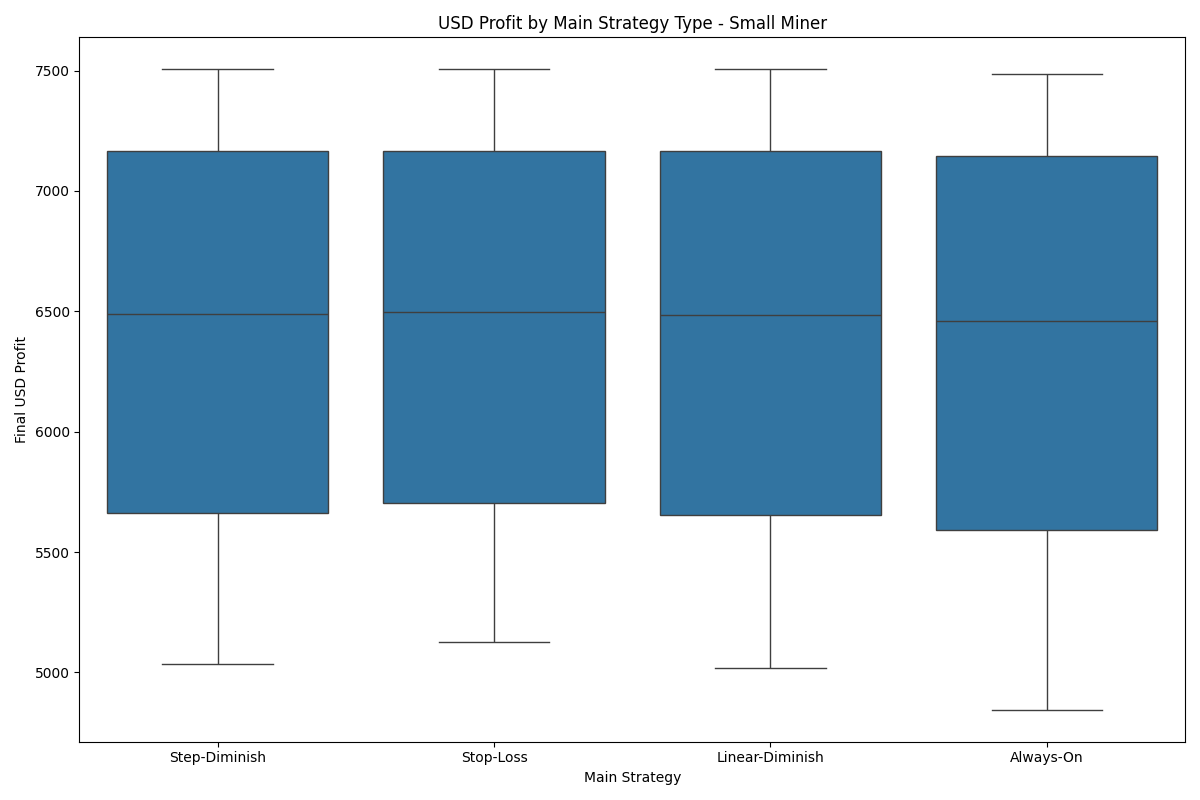 USD Profit by Main Strategy Type - Small Miner
Final USD Profit
7500
7000
6500
6000
5500
5000
Step-Diminish
Stop-Loss
Linear-Diminish
Always-On
Main Strategy